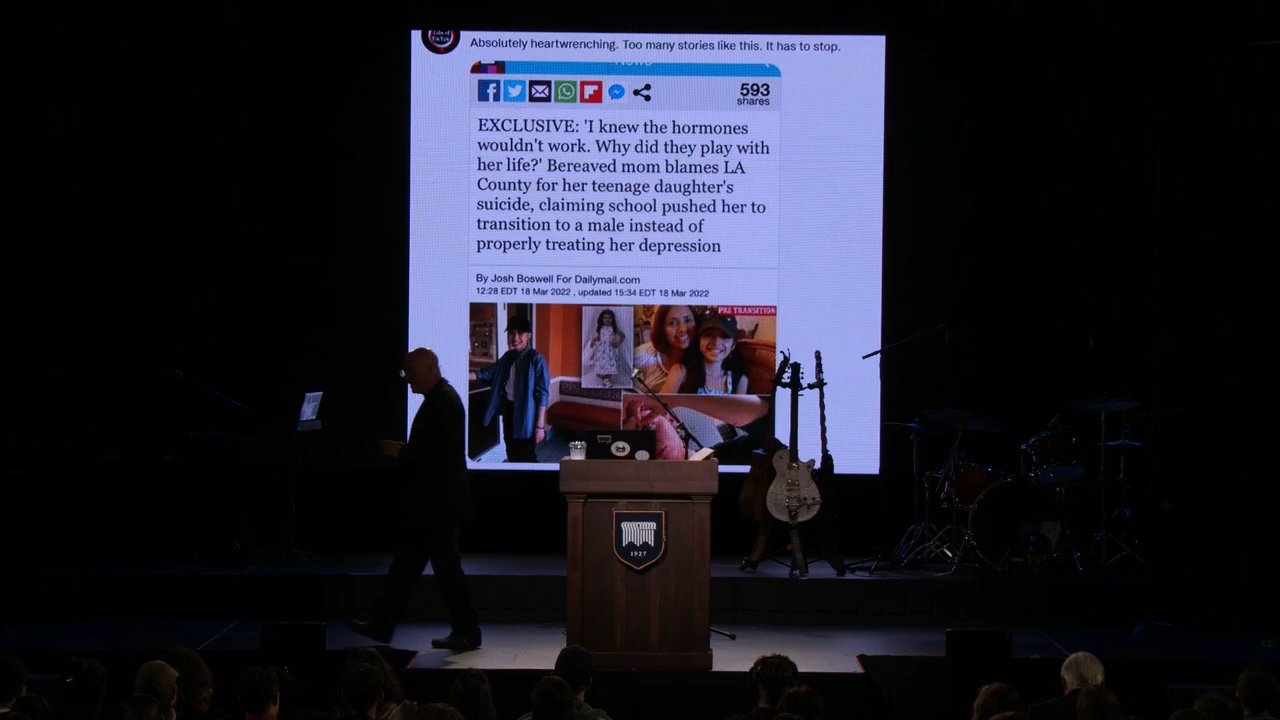 Absolutely heartwrenching. Too many stories like this. It has to stop.
593
shares
EXCLUSIVE: 'I knew the hormones
wouldn't work. Why did they play with
her life?' Bereaved mom blames LA
County for her teenage daughter's
suicide, claiming school pushed her to
transition to a male instead of
properly treating her depression
By Josh Boswell For Dailymail.com
12:28 EDT 18 Mar 2022 , updated 15:34 EDT 18 Mar 2022
PRE TRANSITION
1927